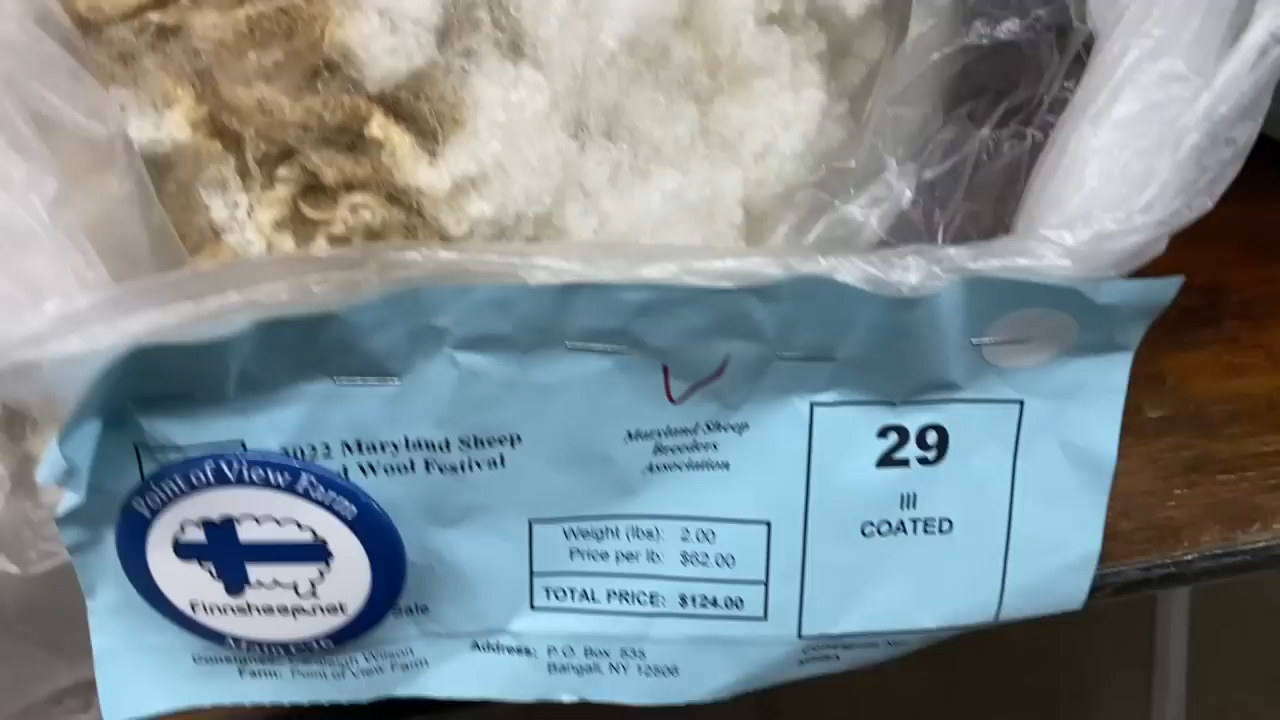 2022 Maryland Sheep
d Wool Festival
Maryland Sheep
Breeders
Association
29
III
COATED
Weight (lbs): 2.00
Price per lb: $62.00
TOTAL PRICE: $124.00
Point of View Farm
Finnsheep.net
Sale
Wilson
Farm: Point of View Farm
Address: P.O. Box 535
Bangall, NY 12506